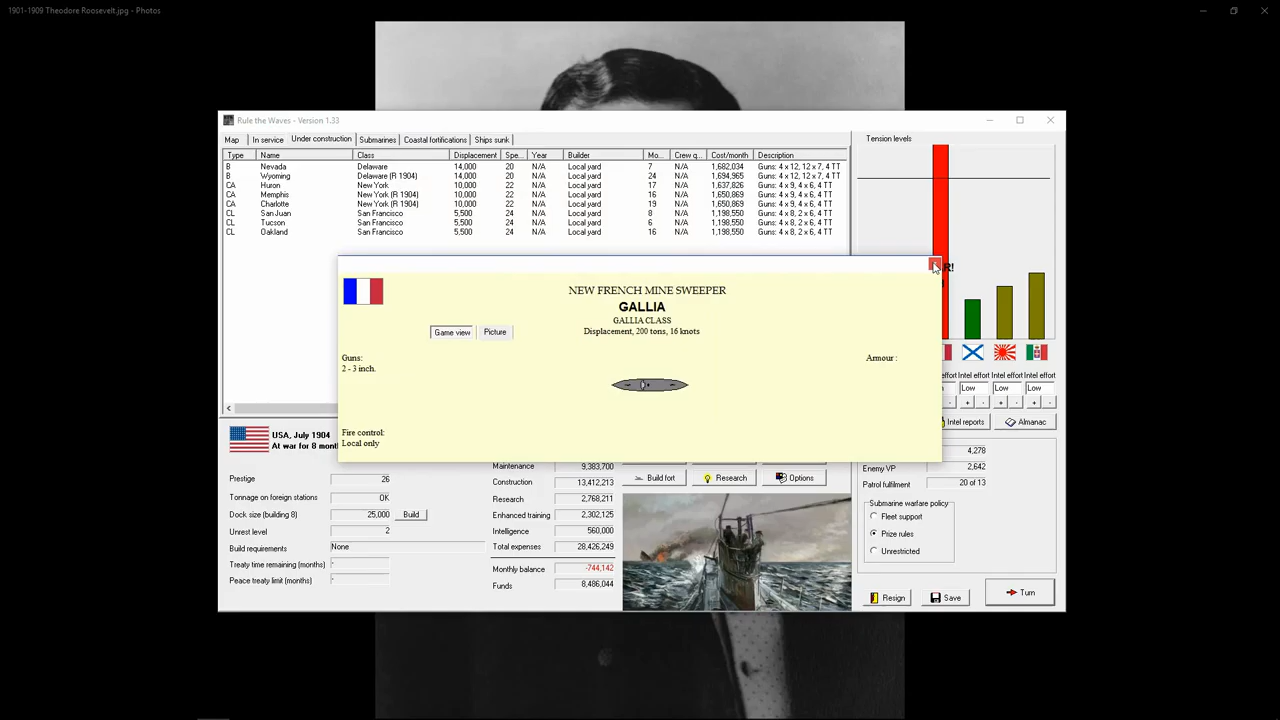 1901-1909 Theodore Roosevelt.jpg - Photos
Rule the Waves - Version 1.33
Map In service Under construction Submarines Coastal fortifications Ships sunk
Type Name Class Displacement Spe... Year Builder Mo... Crew q... Cost/month Description
B Nevada Delaware 14,000 20 N/A Local yard 7 N/A 1,682,034 Guns: 4 x 12, 12 x 7, 4 TT
B Wyoming Delaware (R 1904) 14,000 20 N/A Local yard 24 N/A 1,694,965 Guns: 4 x 12, 12 x 7, 4 TT
CA Huron New York 10,000 22 N/A Local yard 17 N/A 1,637,826 Guns: 4 x 9, 4 x 6, 4 TT
CA Memphis New York (R 1904) 10,000 22 N/A Local yard 16 N/A 1,650,869 Guns: 4 x 9, 4 x 6, 4 TT
CA Charlotte New York (R 1904) 10,000 22 N/A Local yard 19 N/A 1,650,869 Guns: 4 x 9, 4 x 6, 4 TT
CL San Juan San Francisco 5,500 24 N/A Local yard 8 N/A 1,198,550 Guns: 4 x 8, 2 x 6, 4 TT
CL Tucson San Francisco 5,500 24 N/A Local yard 6 N/A 1,198,550 Guns: 4 x 8, 2 x 6, 4 TT
CL Oakland San Francisco 5,500 24 N/A Local yard 16 N/A 1,198,550 Guns: 4 x 8, 2 x 6, 4 TT
Tension levels
R!
NEW FRENCH MINE SWEEPER
GALLIA
GALLIA CLASS
Displacement, 200 tons, 16 knots
Game view Picture
Guns:
2 - 3 inch.
Armour :
Fire control:
Local only
effort Intel effort Intel effort Intel effort
Low Low Low
- + - + - + -
Intel reports Almanac
USA, July 1904
At war for 8 mont
Prestige 26
Tonnage on foreign stations OK
Dock size (building 8) 25,000 Build
Unrest level 2
Build requirements None
Treaty time remaining (months) -
Peace treaty limit (months) -
Maintenance 9,383,700
Construction 13,412,213
Research 2,768,211
Enhanced training 2,302,125
Intelligence 560,000
Total expenses 28,426,249
Monthly balance -744,142
Funds 8,486,044
Build fort Research Options
4,278
Enemy VP 2,642
Patrol fulfilment 20 of 13
Submarine warfare policy
Fleet support
Prize rules
Unrestricted
Resign Save Turn